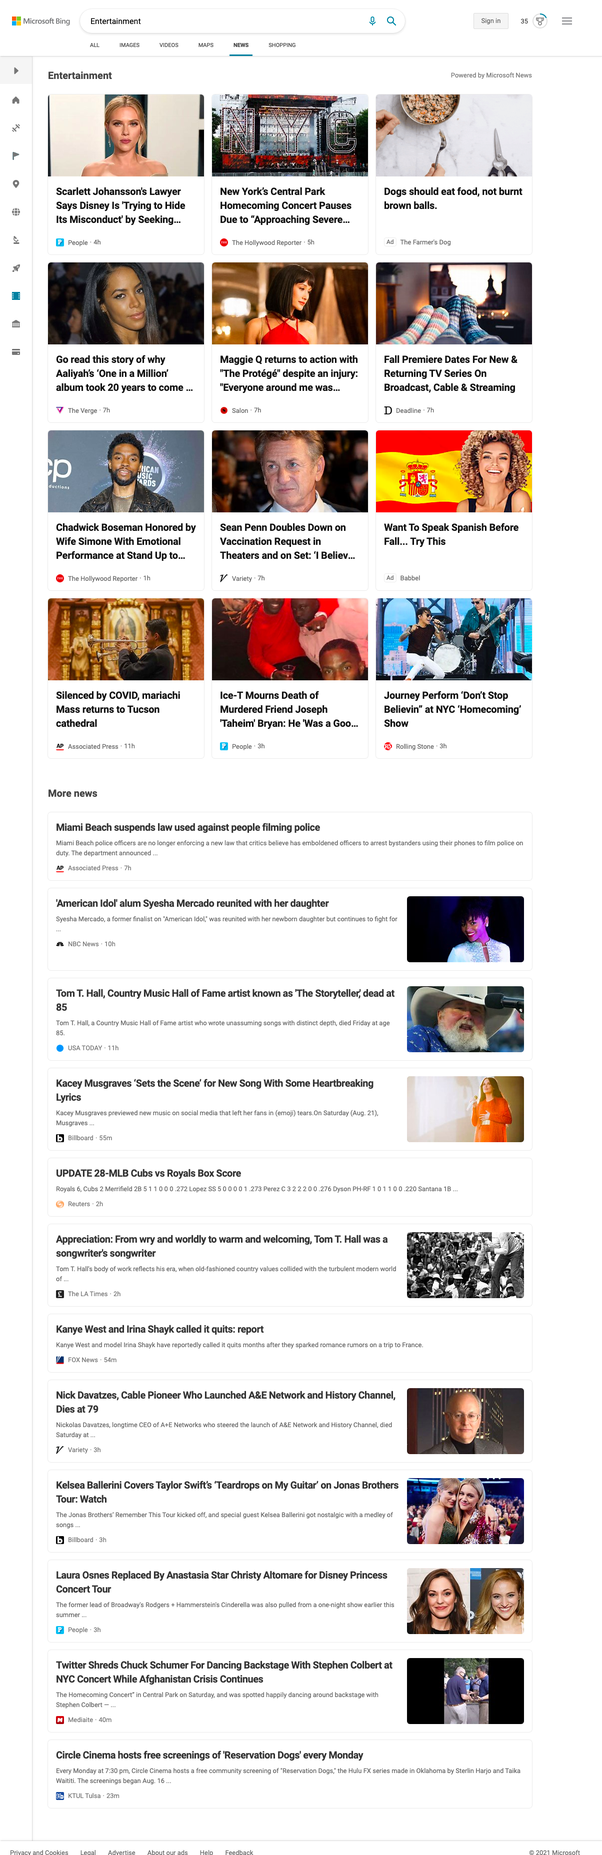 Microsoft Bing
Entertainment
Sign in
35
ALL
IMAGES
VIDEOS
MAPS
NEWS
SHOPPING
Entertainment
Powered by Microsoft News
Scarlett Johansson's Lawyer
Says Disney Is 'Trying to Hide
Its Misconduct' by Seeking...
People · 4h
NYC
New York's Central Park
Homecoming Concert Pauses
Due to "Approaching Severe...
The Hollywood Reporter · 5h
Dogs should eat food, not burnt
brown balls.
Ad The Farmer's Dog
Go read this story of why
Aaliyah's 'One in a Million'
album took 20 years to come ...
The Verge · 7h
Maggie Q returns to action with
"The Protégé" despite an injury:
"Everyone around me was...
Salon · 7h
Fall Premiere Dates For New &
Returning TV Series On
Broadcast, Cable & Streaming
Deadline · 7h
Chadwick Boseman Honored by
Wife Simone With Emotional
Performance at Stand Up to...
The Hollywood Reporter · 1h
Sean Penn Doubles Down on
Vaccination Request in
Theaters and on Set: 'I Believ...
Variety · 7h
Want To Speak Spanish Before
Fall... Try This
Ad Babbel
Silenced by COVID, mariachi
Mass returns to Tucson
cathedral
AP Associated Press · 11h
Ice-T Mourns Death of
Murdered Friend Joseph
'Taheim' Bryan: He 'Was a Goo...
People · 3h
Journey Perform 'Don't Stop
Believin'' at NYC 'Homecoming'
Show
Rolling Stone · 3h
More news
Miami Beach suspends law used against people filming police
Miami Beach police officers are no longer enforcing a new law that critics believe has emboldened officers to arrest bystanders using their phones to film police on
duty. The department announced ...
AP Associated Press · 7h
'American Idol' alum Syesha Mercado reunited with her daughter
Syesha Mercado, a former finalist on "American Idol," was reunited with her newborn daughter but continues to fight for
...
NBC News · 10h
Tom T. Hall, Country Music Hall of Fame artist known as 'The Storyteller,' dead at
85
Tom T. Hall, a Country Music Hall of Fame artist who wrote unassuming songs with distinct depth, died Friday at age
85.
USA TODAY · 11h
Kacey Musgraves 'Sets the Scene' for New Song With Some Heartbreaking
Lyrics
Kacey Musgraves previewed new music on social media that left her fans in (emoji) tears.On Saturday (Aug. 21),
Musgraves ...
Billboard · 55m
UPDATE 28-MLB Cubs vs Royals Box Score
Royals 6, Cubs 2 Merrifield 2B 5 1 1 0 0 0 .272 Lopez SS 5 0 0 0 0 1 .273 Perez C 3 2 2 2 0 0 .276 Dyson PH-RF 1 0 1 1 0 0 .220 Santana 1B ...
Reuters · 2h
Appreciation: From wry and worldly to warm and welcoming, Tom T. Hall was a
songwriter's songwriter
Tom T. Hall's body of work reflects his era, when old-fashioned country values collided with the turbulent modern world
of ...
The LA Times · 2h
Kanye West and Irina Shayk called it quits: report
Kanye West and model Irina Shayk have reportedly called it quits months after they sparked romance rumors on a trip to France.
FOX News · 54m
Nick Davatzes, Cable Pioneer Who Launched A&E Network and History Channel,
Dies at 79
Nickolas Davatzes, longtime CEO of A+E Networks who steered the launch of A&E Network and History Channel, died
Saturday at ...
Variety · 3h
Kelsea Ballerini Covers Taylor Swift's 'Teardrops on My Guitar' on Jonas Brothers
Tour: Watch
The Jonas Brothers' Remember This Tour kicked off, and special guest Kelsea Ballerini got nostalgic with a medley of
songs ...
Billboard · 3h
Laura Osnes Replaced By Anastasia Star Christy Altomare for Disney Princess
Concert Tour
The former lead of Broadway's Rodgers + Hammerstein's Cinderella was also pulled from a one-night show earlier this
summer ...
People · 3h
Twitter Shreds Chuck Schumer For Dancing Backstage With Stephen Colbert at
NYC Concert While Afghanistan Crisis Continues
The Homecoming Concert" in Central Park on Saturday, and was spotted happily dancing around backstage with
Stephen Colbert — ...
Mediaite · 40m
Circle Cinema hosts free screenings of 'Reservation Dogs' every Monday
Every Monday at 7:30 pm, Circle Cinema hosts a free community screening of "Reservation Dogs," the Hulu FX series made in Oklahoma by Sterlin Harjo and Taika
Waititi. The screenings began Aug. 16 ...
KTUL Tulsa · 23m
Privacy and Cookies
Legal
Advertise
About our ads
Help
Feedback
© 2021 Microsoft